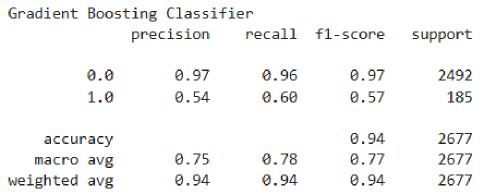 Gradient Boosting Classifier
precision recall f1-score support
0.0 0.97 0.96 0.97 2492
1.0 0.54 0.60 0.57 185
accuracy 0.94 2677
macro avg 0.75 0.78 0.77 2677
weighted avg 0.94 0.94 0.94 2677